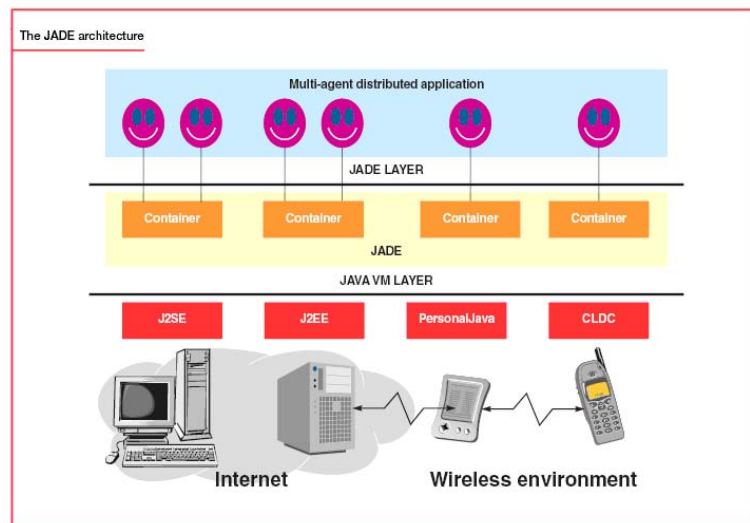 The JADE architecture
Multi-agent distributed application
JADE LAYER
Container
Container
Container
Container
JADE
JAVA VM LAYER
J2SE
J2EE
PersonalJava
CLDC
Internet
Wireless environment